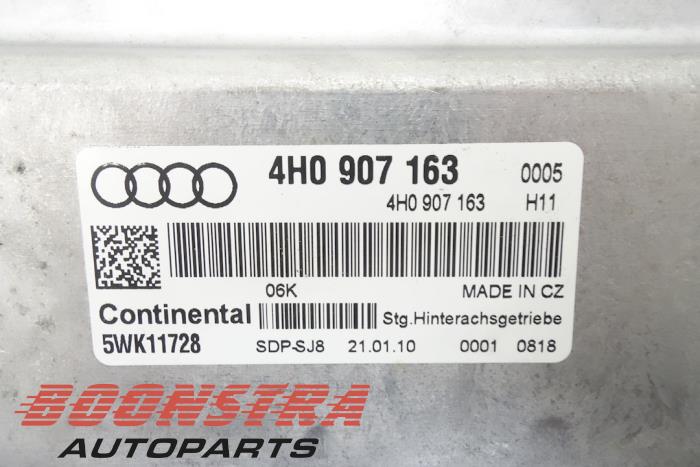 4H0 907 163 0005
4H0 907 163 H11
06K MADE IN CZ
Continental Stg.Hinterachsgetriebe
5WK11728 SDP-SJ8 21.01.10 0001 0818
BOONSTRA
AUTOPARTS